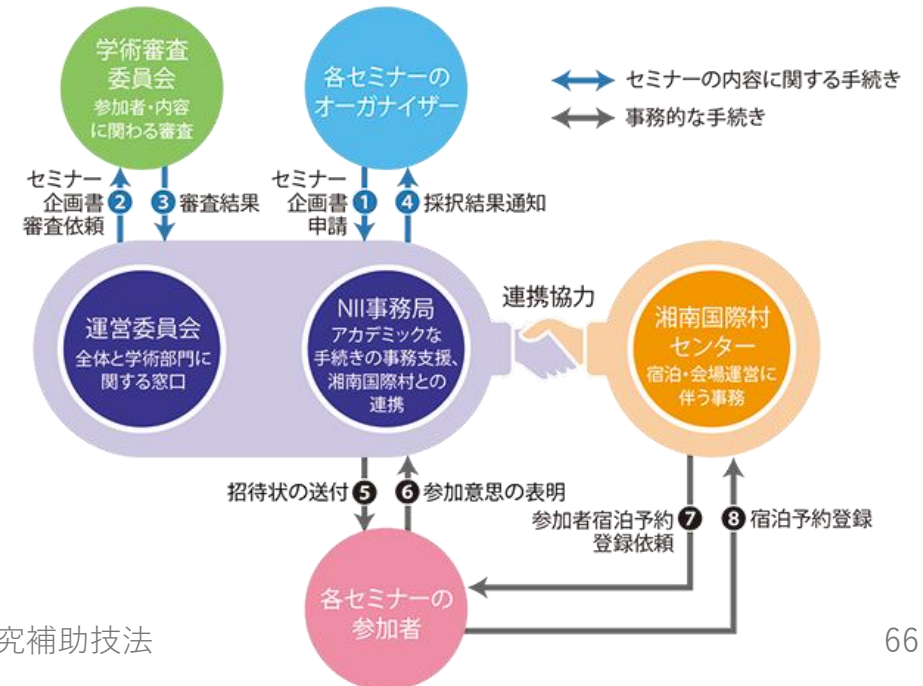 学術審査
委員会
参加者・内容
に関わる審査
各セミナーの
オーガナイザー
セミナーの内容に関する手続き
事務的な手続き
セミナー
企画書
審査依頼
2
3 審査結果
セミナー
企画書
申請
1
4 採択結果通知
運営委員会
全体と学術部門に
関する窓口
NII事務局
アカデミックな
手続きの事務支援、
湘南国際村との
連携
連携協力
湘南国際村
センター
宿泊・会場運営に
伴う事務
招待状の送付 5
6 参加意思の表明
参加者宿泊予約
登録依頼
7
8 宿泊予約登録
各セミナーの
参加者
究補助技法
66